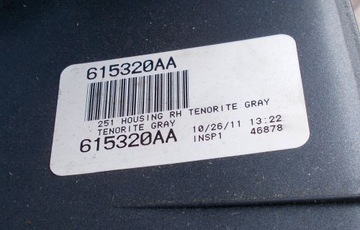 615320AA
251 HOUSING RH TENORITE GRAY
TENORITE GRAY 10/26/11 13:22
615320AA INSP1 46878